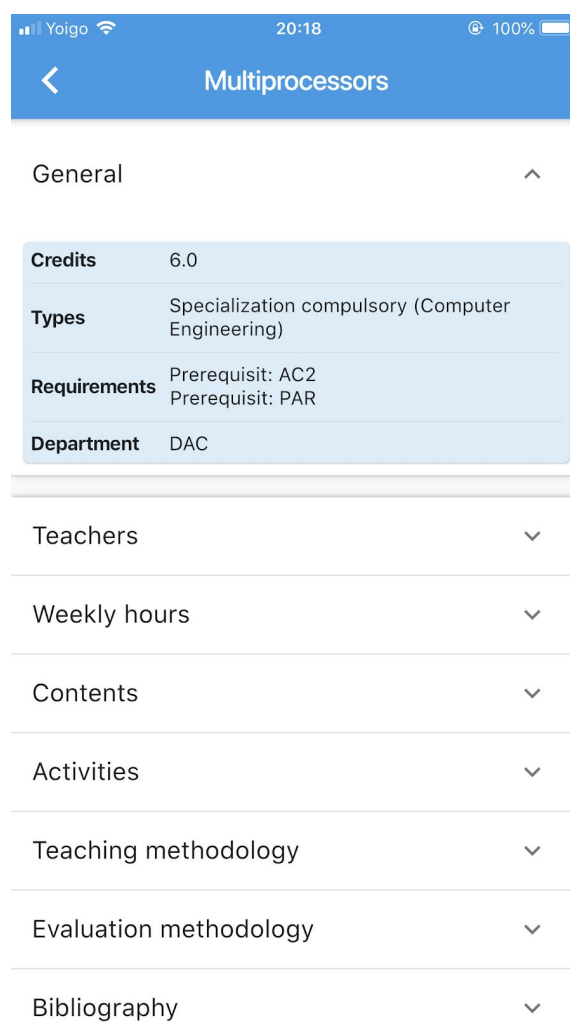 Yoigo 20:18 100%
Multiprocessors
General
Credits 6.0
Types Specialization compulsory (Computer
Engineering)
Requirements Prerequisit: AC2
Prerequisit: PAR
Department DAC
Teachers
Weekly hours
Contents
Activities
Teaching methodology
Evaluation methodology
Bibliography